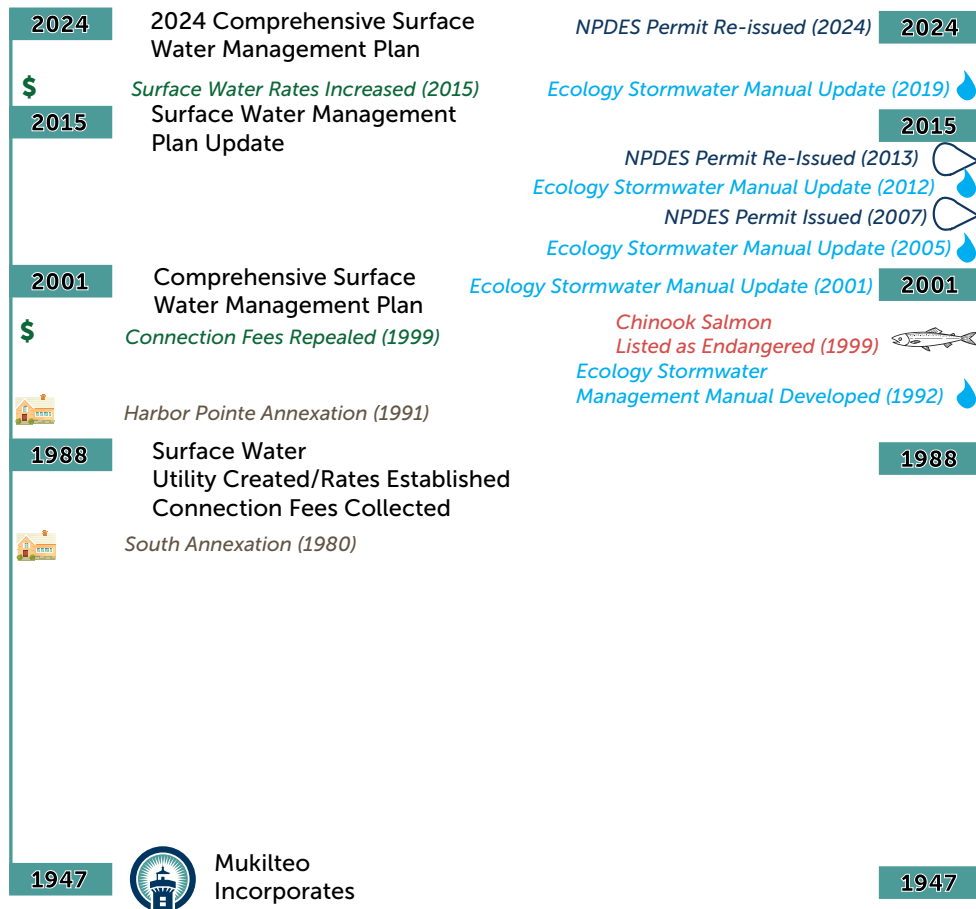 2024
2024 Comprehensive Surface
Water Management Plan
NPDES Permit Re-issued (2024)
2024
$
Surface Water Rates Increased (2015)
Ecology Stormwater Manual Update (2019)
2015
Surface Water Management
Plan Update
2015
NPDES Permit Re-Issued (2013)
Ecology Stormwater Manual Update (2012)
NPDES Permit Issued (2007)
Ecology Stormwater Manual Update (2005)
2001
Comprehensive Surface
Water Management Plan
Ecology Stormwater Manual Update (2001)
2001
$
Connection Fees Repealed (1999)
Chinook Salmon
Listed as Endangered (1999)
Ecology Stormwater
Management Manual Developed (1992)
Harbor Pointe Annexation (1991)
1988
Surface Water
Utility Created/Rates Established
Connection Fees Collected
1988
South Annexation (1980)
1947
Mukilteo
Incorporates
1947